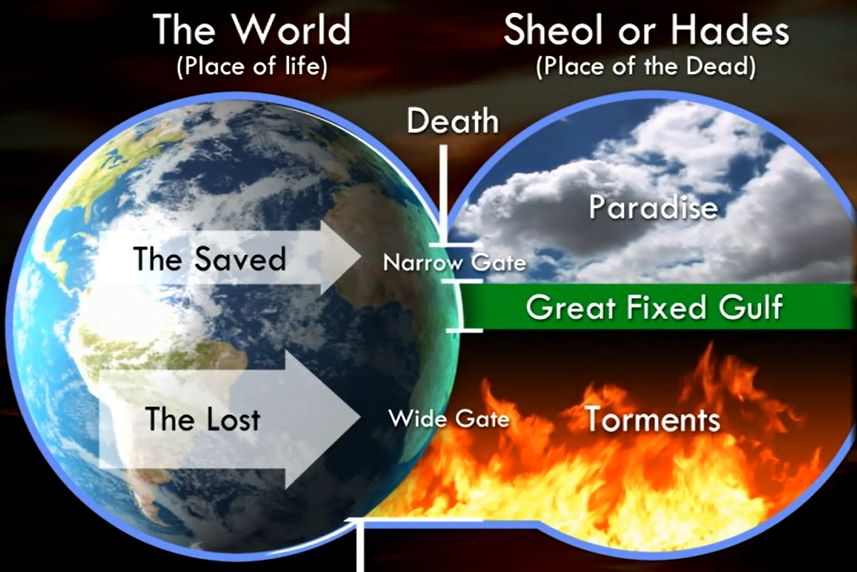 The World
(Place of life)
Sheol or Hades
(Place of the Dead)
Death
Paradise
The Saved
Narrow Gate
Great Fixed Gulf
The Lost
Wide Gate
Torments